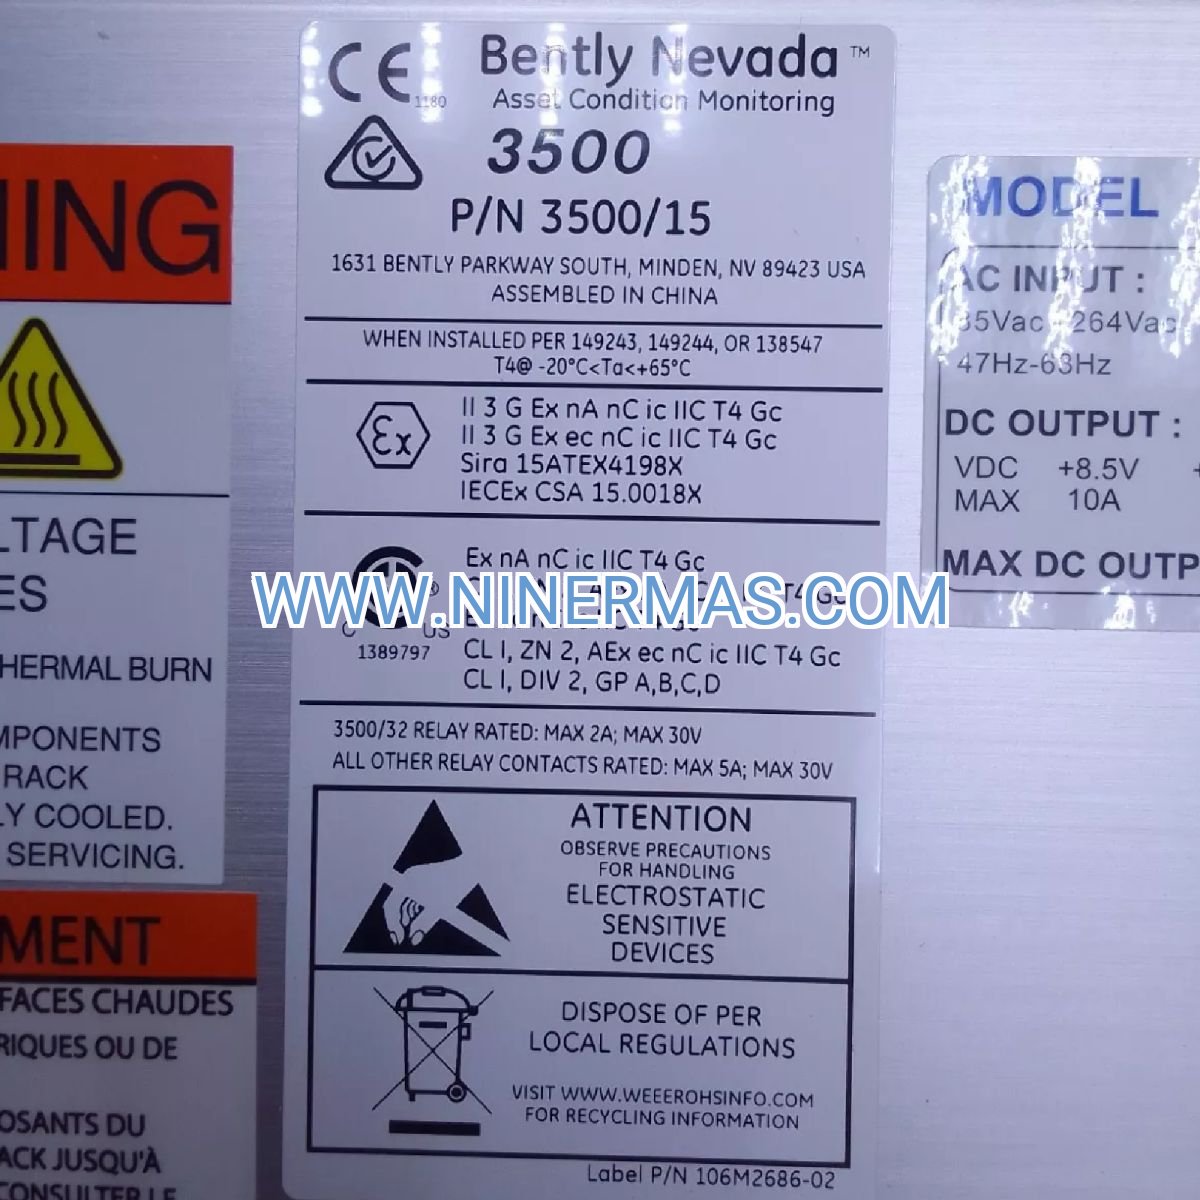 NING
LTAGE
ES
HERMAL BURN
MPONENTS
RACK
LY COOLED.
SERVICING.
MENT
FACES CHAUDES
RIQUES OU DE
OSANTS DU
ACK JUSQU'À
CONSULTER LE
CE 1180
Bently Nevada™
Asset Condition Monitoring
3500
P/N 3500/15
1631 BENTLY PARKWAY SOUTH, MINDEN, NV 89423 USA
ASSEMBLED IN CHINA
WHEN INSTALLED PER 149243, 149244, OR 138547
T4@ -20°C<Ta<+65°C
Ex
II 3 G Ex nA nC ic IIC T4 Gc
II 3 G Ex ec nC ic IIC T4 Gc
Sira 15ATEX4198X
IECEx CSA 15.0018X
Ex nA nC ic IIC T4 Gc
T4 Gc
WWW.NINERMAS.COM
C US
®
1389797
CL I, ZN 2, AEx ec nC ic IIC T4 Gc
CL I, DIV 2, GP A,B,C,D
3500/32 RELAY RATED: MAX 2A; MAX 30V
ALL OTHER RELAY CONTACTS RATED: MAX 5A; MAX 30V
ATTENTION
OBSERVE PRECAUTIONS
FOR HANDLING
ELECTROSTATIC
SENSITIVE
DEVICES
DISPOSE OF PER
LOCAL REGULATIONS
VISIT WWW.WEEEROHSINFO.COM
FOR RECYCLING INFORMATION
Label P/N 106M2686-02
MODEL
AC INPUT :
85Vac - 264Vac
47Hz-63Hz
DC OUTPUT :
VDC +8.5V +
MAX 10A
MAX DC OUTP